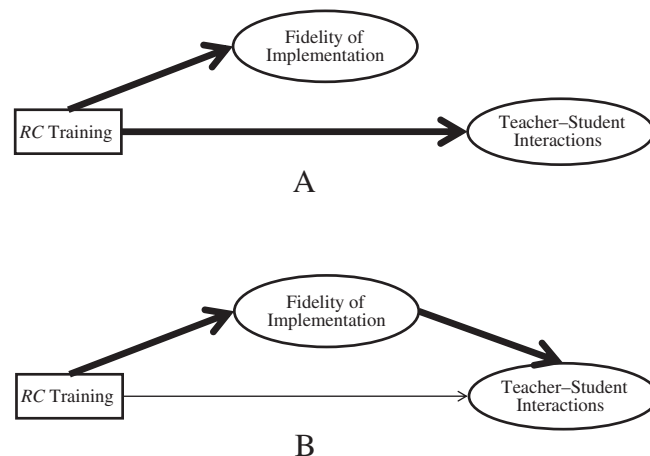 Fidelity of
Implementation
RC Training
Teacher–Student
Interactions
A
Fidelity of
Implementation
RC Training
Teacher–Student
Interactions
B